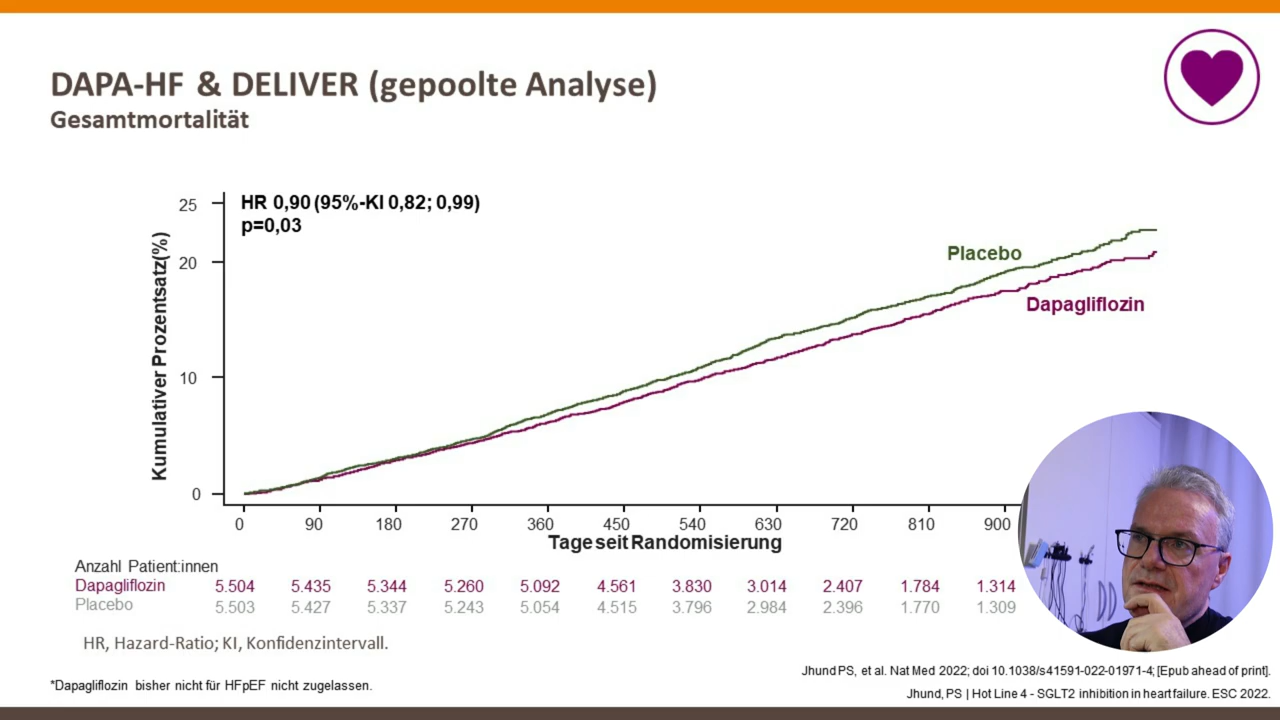 DAPA-HF & DELIVER (gepoolte Analyse)
Gesamtmortalität
HR 0,90 (95%-KI 0,82; 0,99)
p=0,03
Kumulativer Prozentsatz(%)
25
20
10
0
Placebo
Dapagliflozin
0 90 180 270 360 450 540 630 720 810 900
Tage seit Randomisierung
Anzahl Patient:innen
Dapagliflozin 5.504 5.435 5.344 5.260 5.092 4.561 3.830 3.014 2.407 1.784 1.314
Placebo 5.503 5.427 5.337 5.243 5.054 4.515 3.796 2.984 2.396 1.770 1.309
HR, Hazard-Ratio; KI, Konfidenzintervall.
Jhund PS, et al. Nat Med 2022; doi 10.1038/s41591-022-01971-4; [Epub ahead of print].
*Dapagliflozin bisher nicht für HFpEF nicht zugelassen.
Jhund, PS | Hot Line 4 - SGLT2 inhibition in heart failure. ESC 2022.